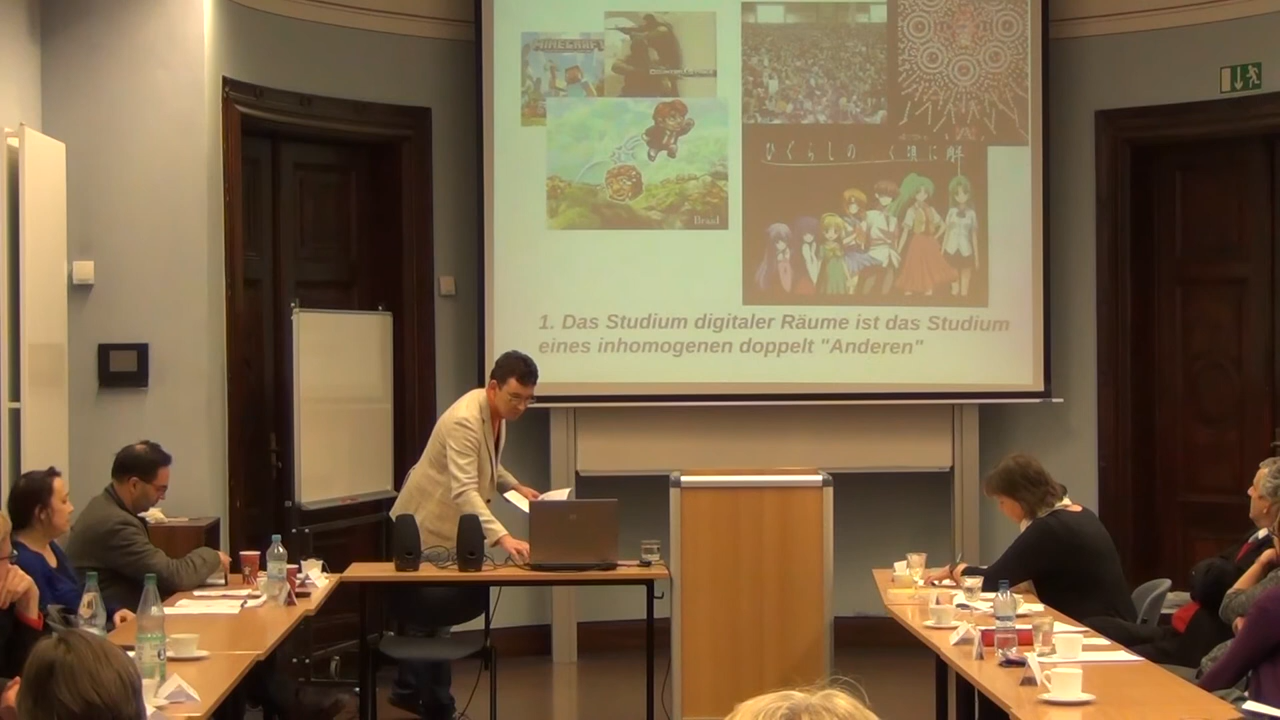 MINECRAFT
Braid
ひぐらしの く頃に解
1. Das Studium digitaler Räume ist das Studium
eines inhomogenen doppelt "Anderen"